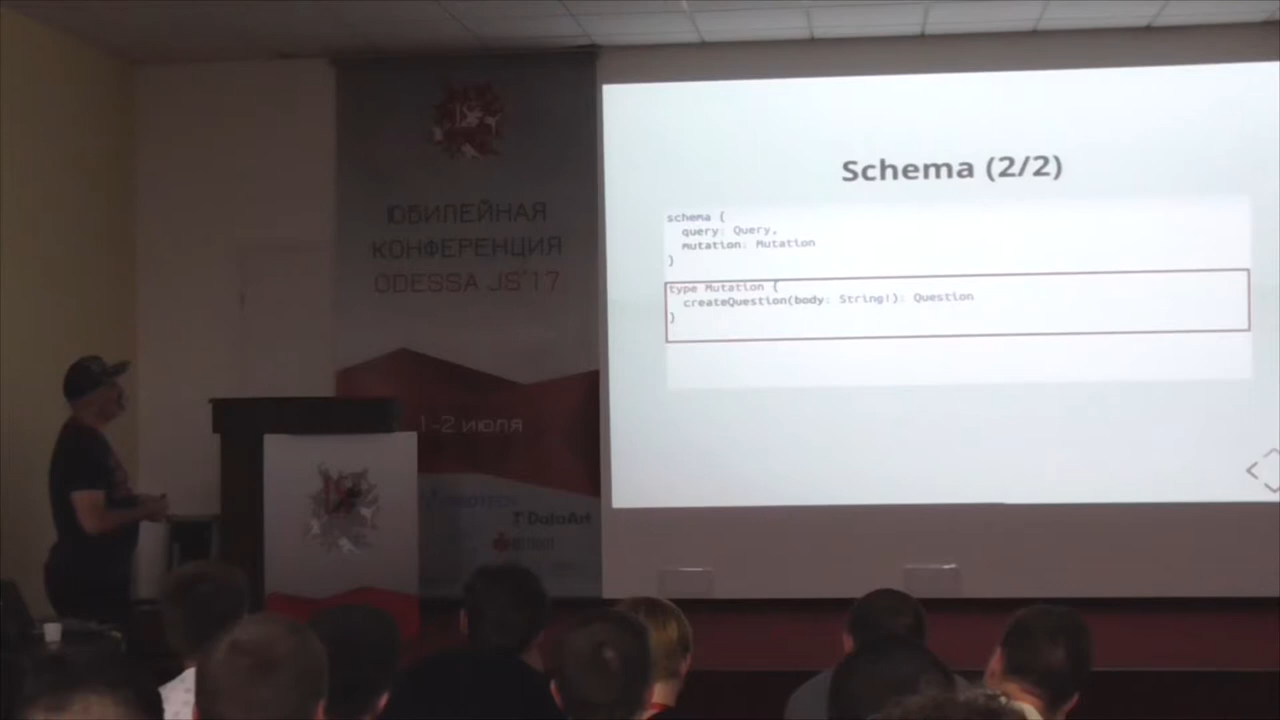 ЮБИЛЕЙНАЯ
КОНФЕРЕНЦИЯ
ODESSA JS'17
1-2 июля
DataArt
Schema (2/2)
schema {
query: Query,
mutation: Mutation
}
type Mutation {
createQuestion(body: String!): Question
}